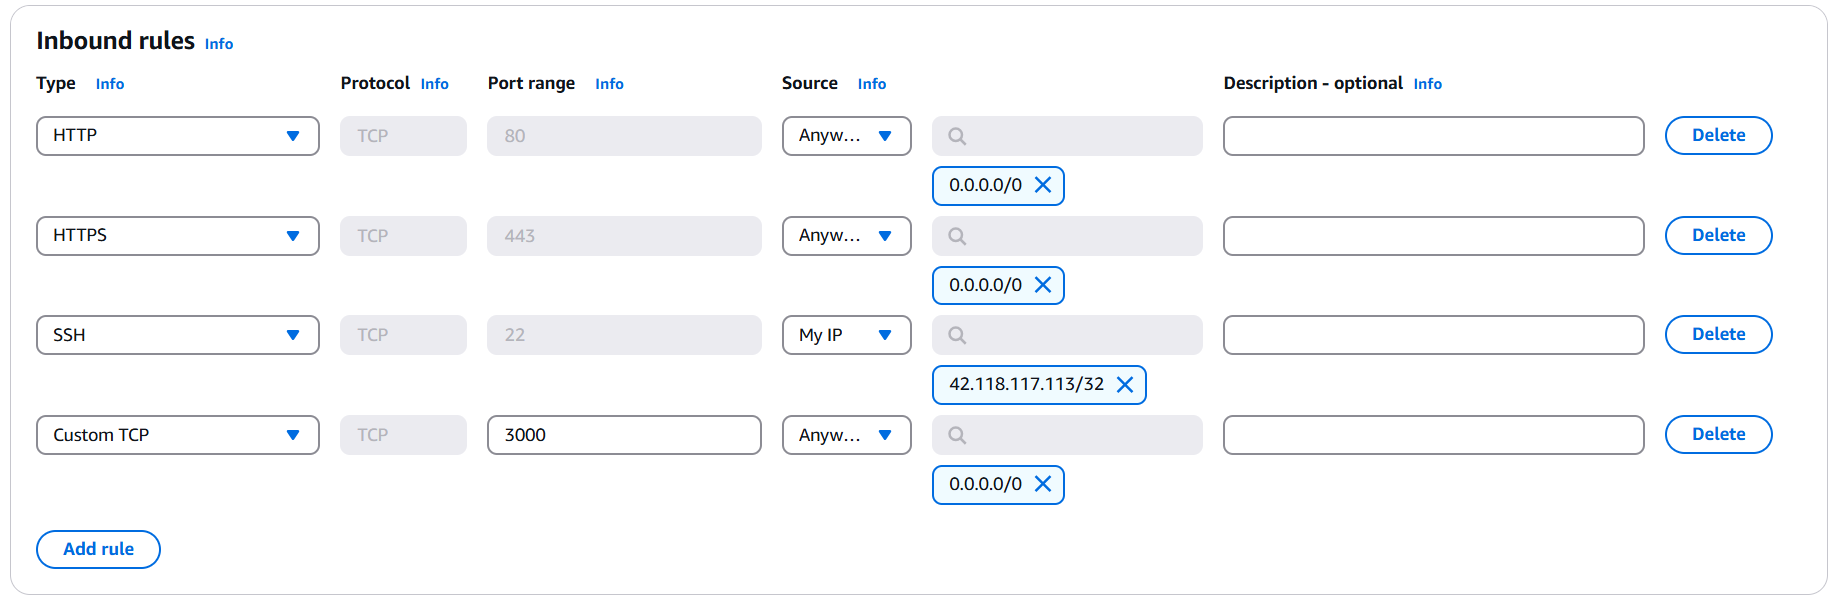 Inbound rules Info
Type Info Protocol Info Port range Info Source Info Description - optional Info
HTTP TCP 80 Anyw... Delete
0.0.0.0/0
HTTPS TCP 443 Anyw... Delete
0.0.0.0/0
SSH TCP 22 My IP Delete
42.118.117.113/32
Custom TCP TCP 3000 Anyw... Delete
0.0.0.0/0
Add rule